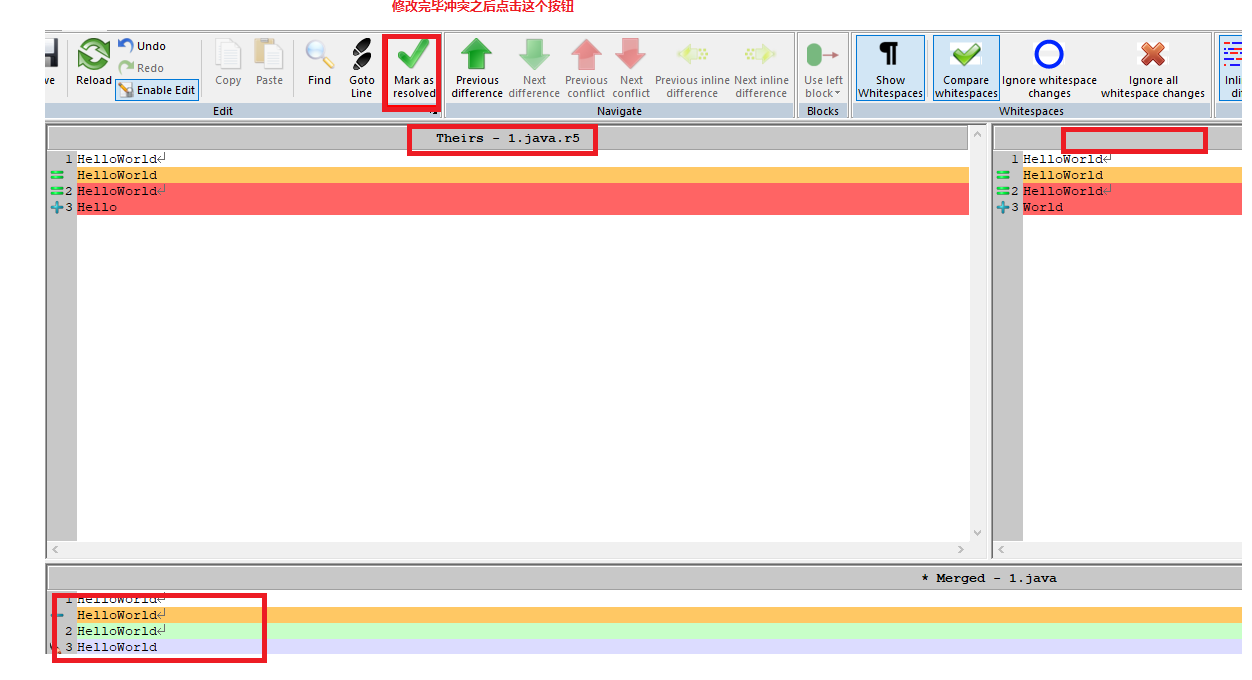 修改完毕冲突之后点击这个按钮
Undo
Redo
Reload
Enable Edit
Copy
Paste
Find
Goto
Line
Mark as
resolved
Previous
difference
Next
difference
Previous
conflict
Next
conflict
Previous inline
difference
Next inline
difference
Use left
block
Show
Whitespaces
Compare
whitespaces
Ignore whitespace
changes
Ignore all
whitespace changes
Edit
Navigate
Blocks
Whitespaces
Theirs - 1.java.r5
1 HelloWorld
HelloWorld
2 HelloWorld
3 Hello
1 HelloWorld
HelloWorld
2 HelloWorld
3 World
* Merged - 1.java
1 HelloWorld
HelloWorld
2 HelloWorld
3 HelloWorld